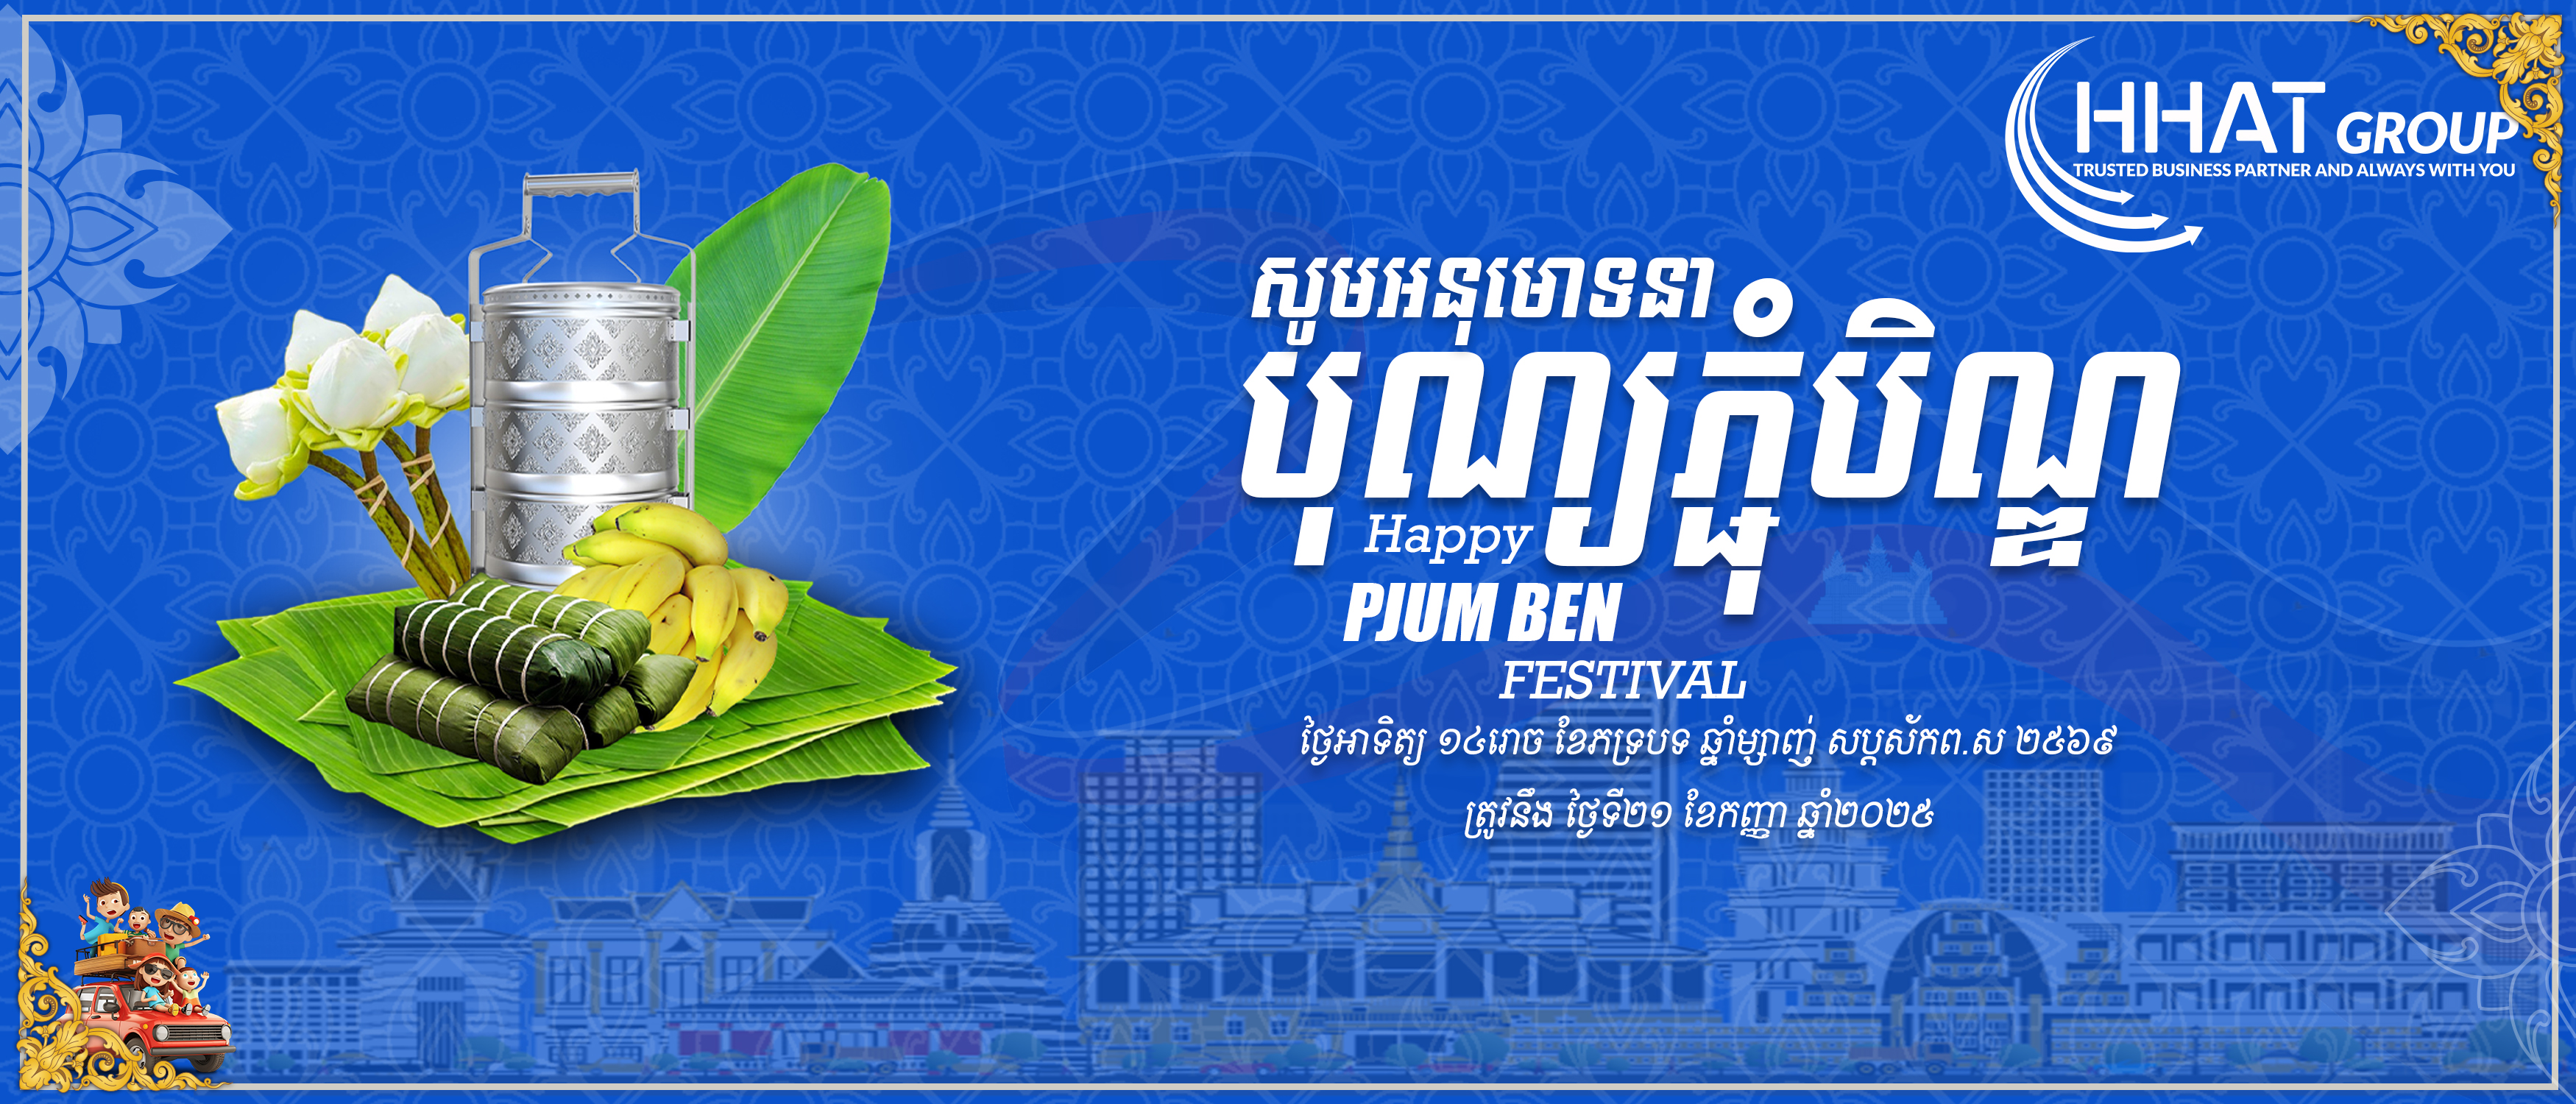 HHAT GROUP
TRUSTED BUSINESS PARTNER AND ALWAYS WITH YOU
សូមអនុមោទនា
បុណ្យភ្ជុំបិណ្ឌ
Happy
PJUM BEN
FESTIVAL
ថ្ងៃអាទិត្យ ១៤រោច ខែភទ្របទ ឆ្នាំម្សាញ់ សប្តស័កព.ស ២៥៦៩
ត្រូវនឹង ថ្ងៃទី២១ ខែកញ្ញា ឆ្នាំ២០២៥